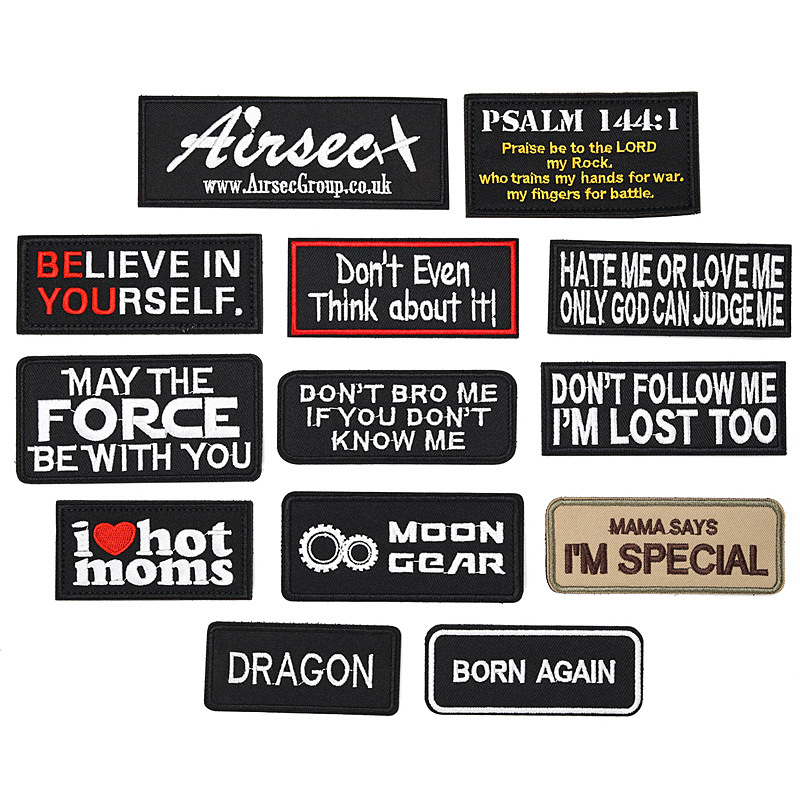 Airsecx
www.AirsecGroup.co.uk
PSALM 144:1
Praise be to the LORD
my Rock.
who trains my hands for war.
my fingers for battle.
BELIEVE IN
YOURSELF.
Don't Even
Think about it!
HATE ME OR LOVE ME
ONLY GOD CAN JUDGE ME
MAY THE
FORCE
BE WITH YOU
DON'T BRO ME
IF YOU DON'T
KNOW ME
DON'T FOLLOW ME
I'M LOST TOO
i❤hot
moms
MOON
GEAR
MAMA SAYS
I'M SPECIAL
DRAGON
BORN AGAIN